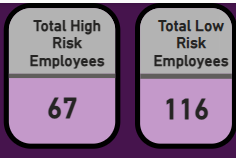 Total High
Risk
Employees
67
Total Low
Risk
Employees
116